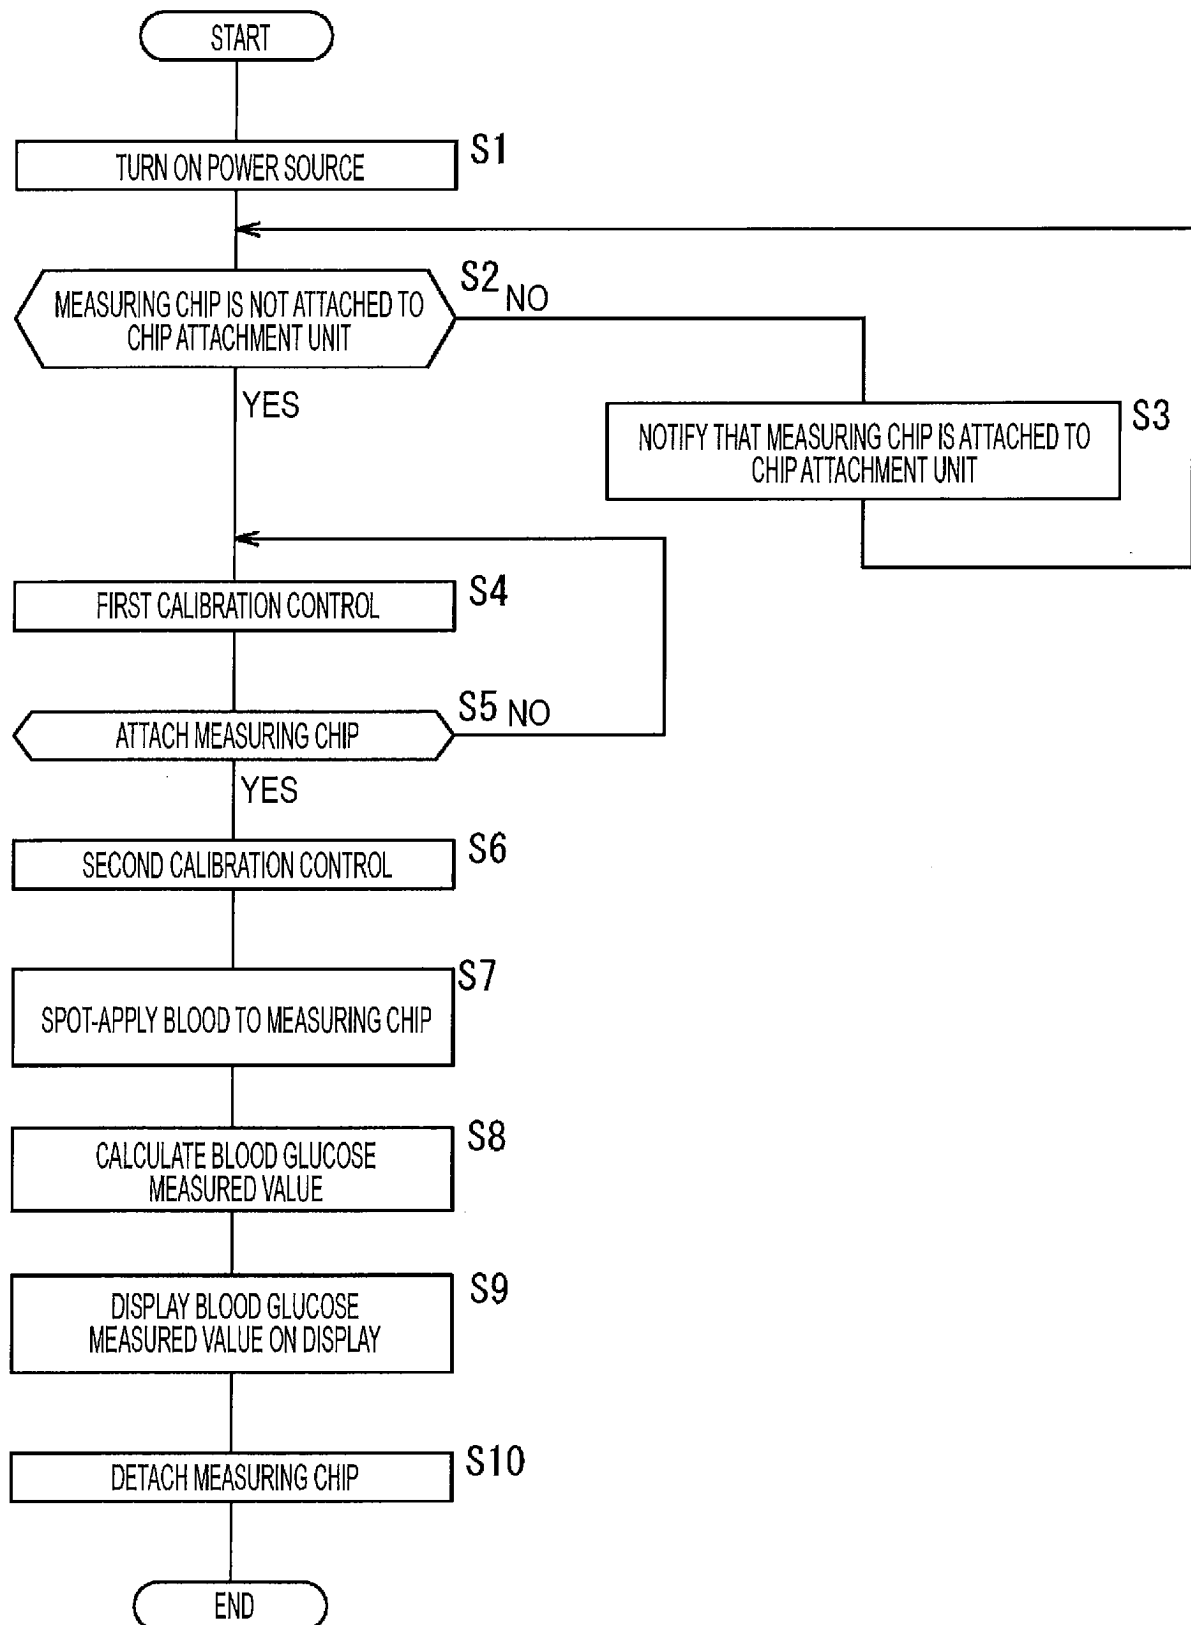 START
TURN ON POWER SOURCE
S1
MEASURING CHIP IS NOT ATTACHED TO
CHIP ATTACHMENT UNIT
S2
NO
YES
NOTIFY THAT MEASURING CHIP IS ATTACHED TO
CHIP ATTACHMENT UNIT
S3
FIRST CALIBRATION CONTROL
S4
ATTACH MEASURING CHIP
S5
NO
YES
SECOND CALIBRATION CONTROL
S6
SPOT-APPLY BLOOD TO MEASURING CHIP
S7
CALCULATE BLOOD GLUCOSE
MEASURED VALUE
S8
DISPLAY BLOOD GLUCOSE
MEASURED VALUE ON DISPLAY
S9
DETACH MEASURING CHIP
S10
END